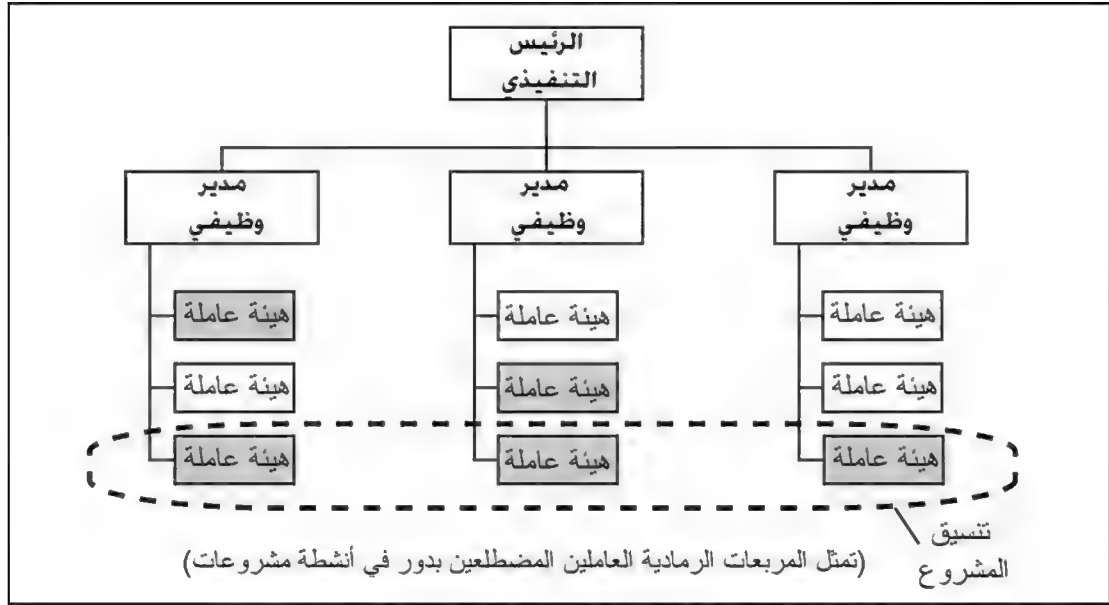 الرئيس
التنفيذي
مدير
وظيفي
مدير
وظيفي
مدير
وظيفي
هيئة عاملة
هيئة عاملة
هيئة عاملة
هيئة عاملة
هيئة عاملة
هيئة عاملة
هيئة عاملة
هيئة عاملة
هيئة عاملة
تنسيق
المشروع
(تمثل المربعات الرمادية العاملين المضطلعين بدور في أنشطة مشروعات)